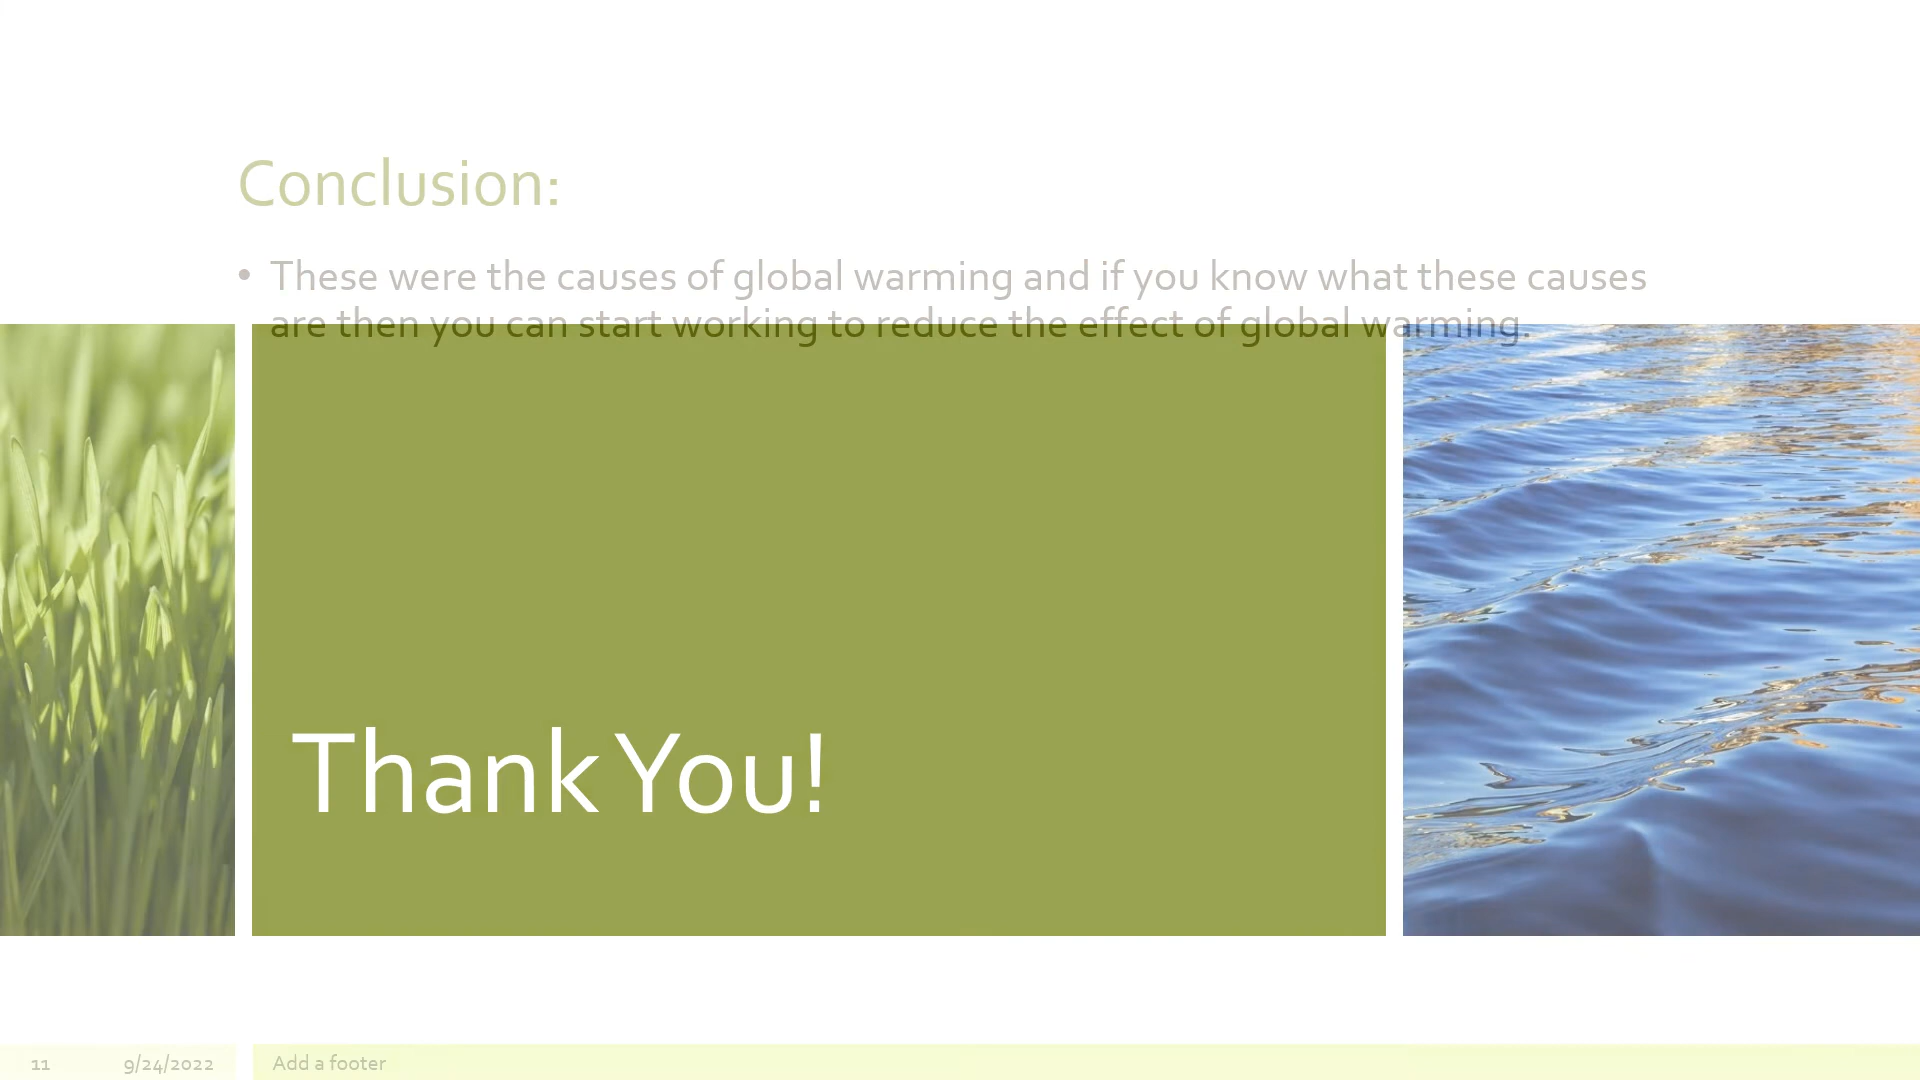 Conclusion:
• These were the causes of global warming and if you know what these causes
are then you can start working to reduce the effect of global warming.
Thank You!
11 9/24/2022 Add a footer